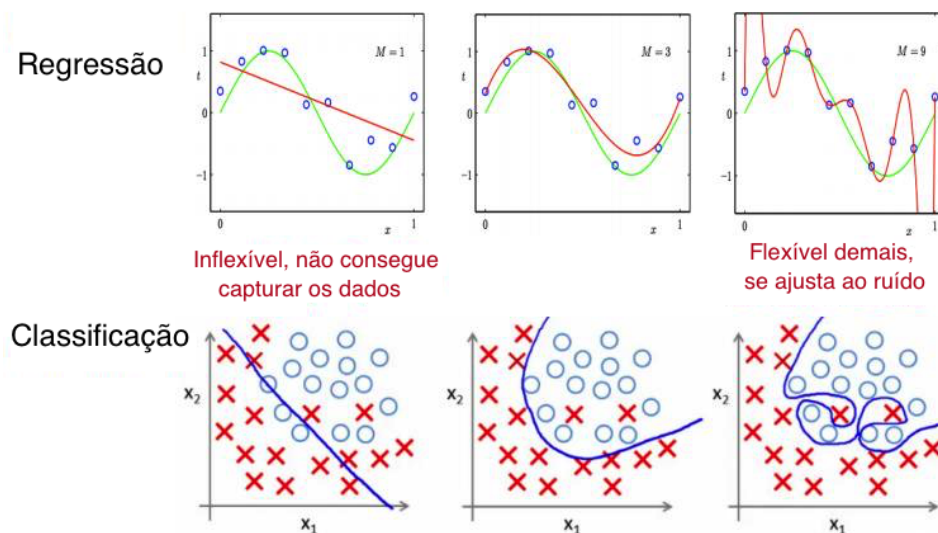 Regressão
M = 1
t
1
0
−1
0
x
1
M = 3
t
1
0
−1
0
x
1
M = 9
t
1
0
−1
0
x
1
Inflexível, não consegue
capturar os dados
Flexível demais,
se ajusta ao ruído
Classificação
x2
x1
x2
x1
x2
x1